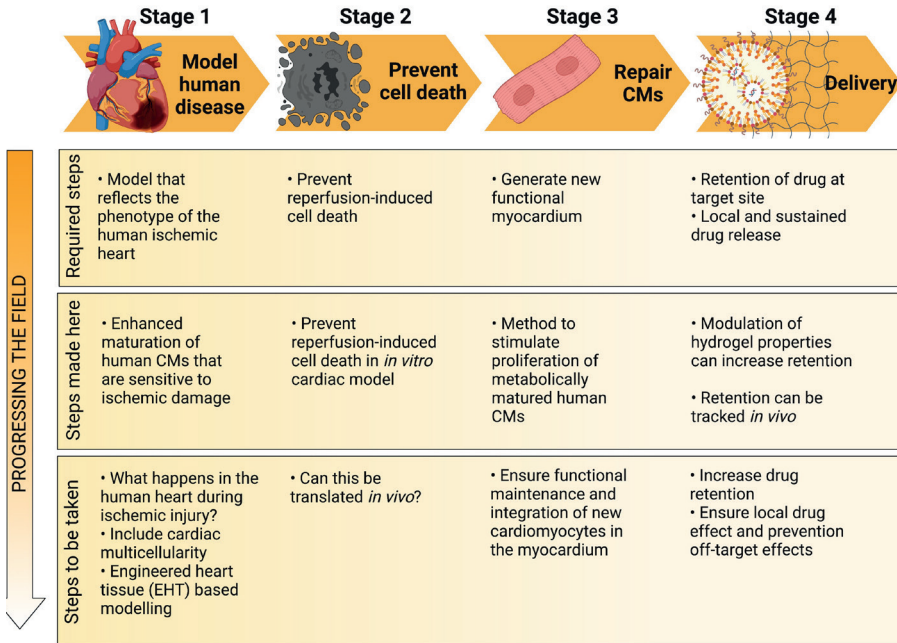 Stage 1
Stage 2
Stage 3
Stage 4
Model
human
disease
Prevent
cell death
Repair
CMs
Delivery
PROGRESSING THE FIELD
Required steps
• Model that
reflects the
phenotype of the
human ischemic
heart
• Prevent
reperfusion-induced
cell death
• Generate new
functional
myocardium
• Retention of drug at
target site
• Local and sustained
drug release
Steps made here
• Enhanced
maturation of
human CMs that
are sensitive to
ischemic damage
• Prevent
reperfusion-induced
cell death in in vitro
cardiac model
• Method to
stimulate
proliferation of
metabolically
matured human
CMs
• Modulation of
hydrogel properties
can increase retention
• Retention can be
tracked in vivo
Steps to be taken
• What happens in the
human heart during
ischemic injury?
• Include cardiac
multicellularity
• Engineered heart
tissue (EHT) based
modelling
• Can this be
translated in vivo?
• Ensure functional
maintenance and
integration of new
cardiomyocytes in
the myocardium
• Increase drug
retention
• Ensure local drug
effect and prevention
off-target effects